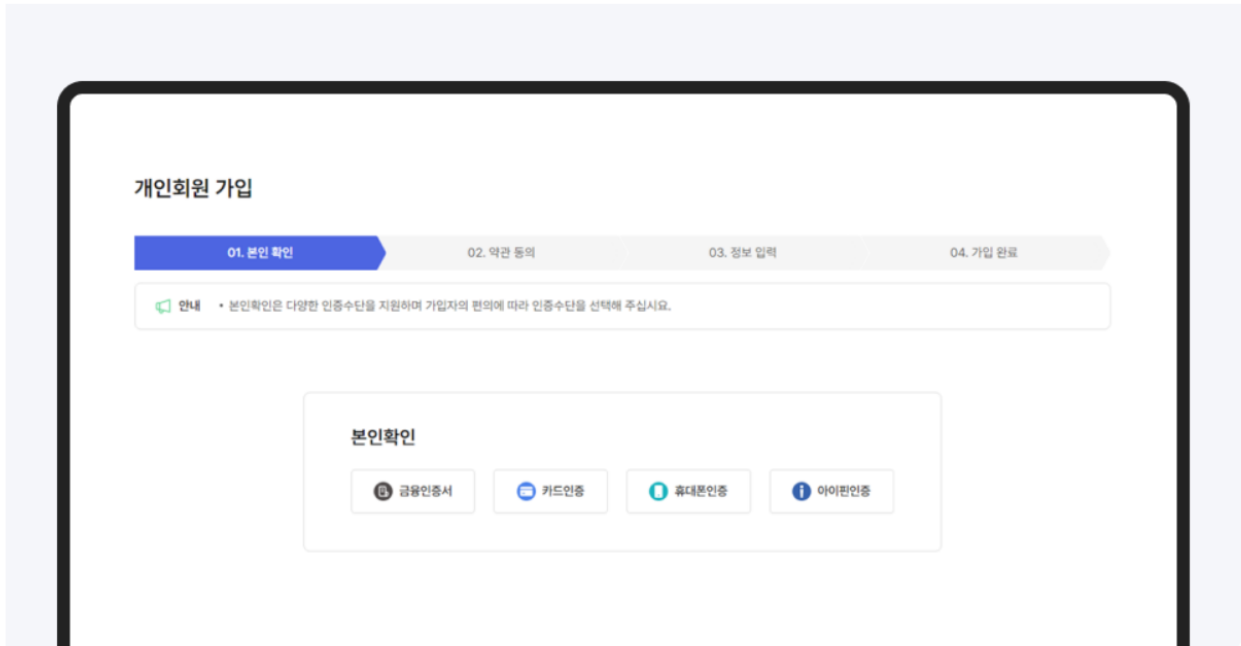 개인회원 가입
01. 본인 확인
02. 약관 동의
03. 정보 입력
04. 가입 완료
안내 • 본인확인은 다양한 인증수단을 지원하며 가입자의 편의에 따라 인증수단을 선택해 주십시요.
본인확인
금융인증서
카드인증
휴대폰인증
아이핀인증